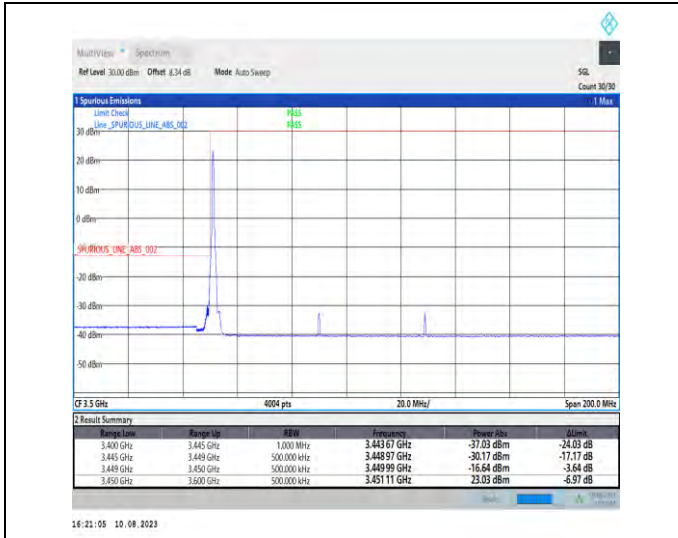 MultiView Spectrum
Ref Level 30.00 dBm Offset 8.34 dB Mode Auto Sweep SGL
Count 30/30
1 Spurious Emissions 1 Max
Limit Check PASS
Line _SPURIOUS_LINE_ABS_002 PASS
30 dBm
20 dBm
10 dBm
0 dBm
_SPURIOUS_LINE_ABS_002
-20 dBm
-30 dBm
-40 dBm
-50 dBm
CF 3.5 GHz 4004 pts 20.0 MHz/ Span 200.0 MHz
2 Result Summary
Range Low Range Up RBW Frequency Power Abs ΔLimit
3.400 GHz 3.445 GHz 1.000 MHz 3.443 67 GHz -37.03 dBm -24.03 dB
3.445 GHz 3.449 GHz 500.000 kHz 3.448 97 GHz -30.17 dBm -17.17 dB
3.449 GHz 3.450 GHz 500.000 kHz 3.449 99 GHz -16.64 dBm -3.64 dB
3.450 GHz 3.600 GHz 500.000 kHz 3.451 11 GHz 23.03 dBm -6.97 dB
16:21:05 10.08.2023